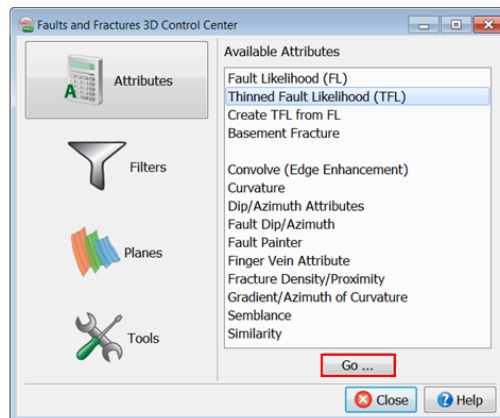 Faults and Fractures 3D Control Center
Attributes
Filters
Planes
Tools
Available Attributes
Fault Likelihood (FL)
Thinned Fault Likelihood (TFL)
Create TFL from FL
Basement Fracture
Convolve (Edge Enhancement)
Curvature
Dip/Azimuth Attributes
Fault Dip/Azimuth
Fault Painter
Finger Vein Attribute
Fracture Density/Proximity
Gradient/Azimuth of Curvature
Semblance
Similarity
Go ...
Close
Help